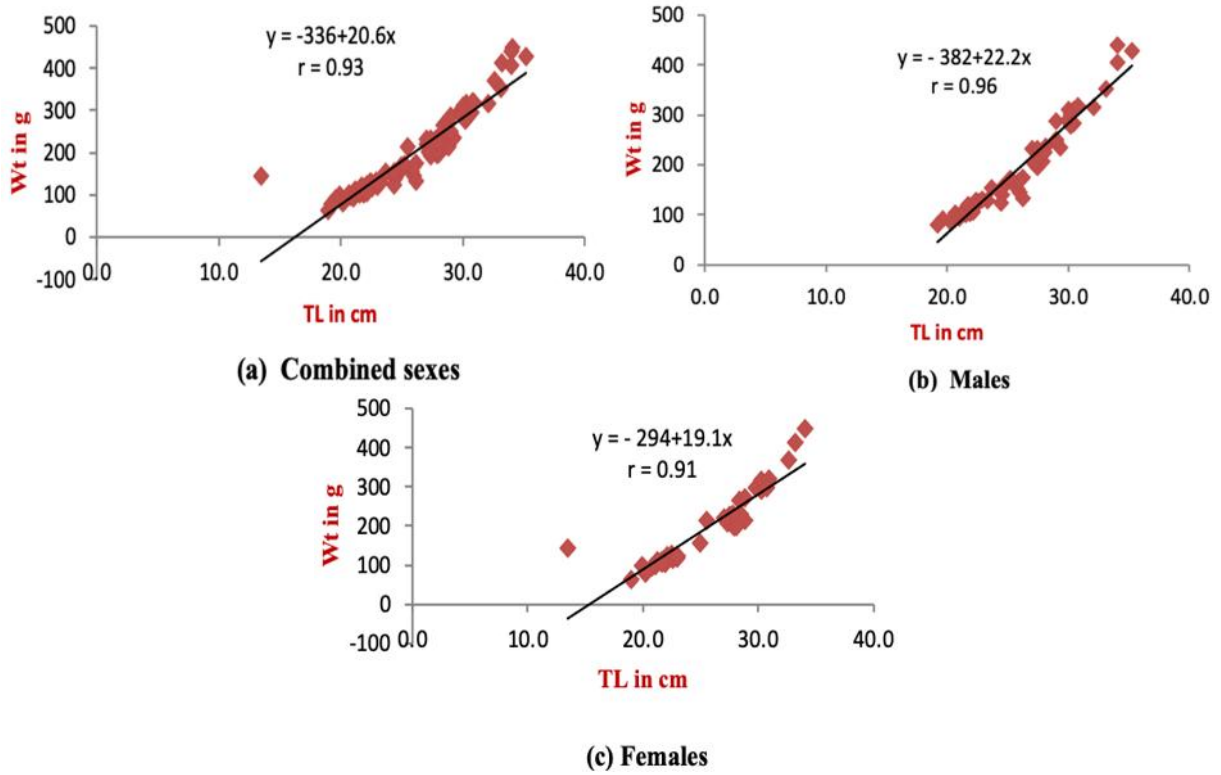 500
400
300
200
100
0
-100
0.0
10.0
20.0
30.0
40.0
Wt in g
y = -336+20.6x
r = 0.93
TL in cm
(a) Combined sexes
500
400
300
200
100
0
0.0
10.0
20.0
30.0
40.0
Wt in g
y = - 382+22.2x
r = 0.96
TL in cm
(b) Males
500
400
300
200
100
0
-100
0.0
10.0
20.0
30.0
40.0
Wt in g
y = - 294+19.1x
r = 0.91
TL in cm
(c) Females